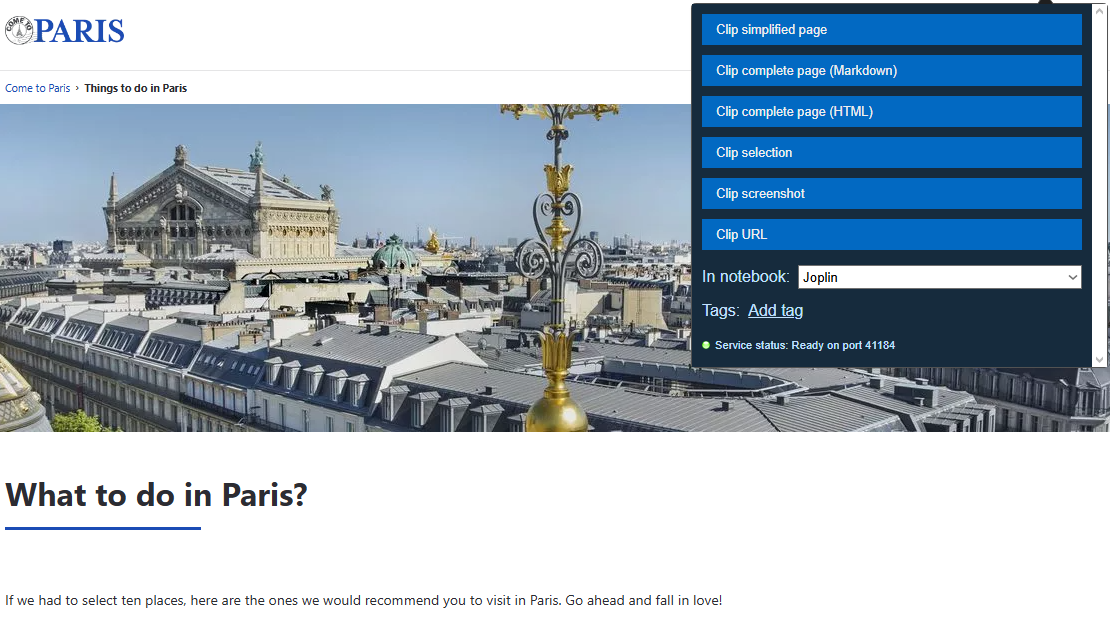 COME TO
PARIS
Come to Paris › Things to do in Paris
Clip simplified page
Clip complete page (Markdown)
Clip complete page (HTML)
Clip selection
Clip screenshot
Clip URL
In notebook: Joplin
Tags: Add tag
Service status: Ready on port 41184
What to do in Paris?
If we had to select ten places, here are the ones we would recommend you to visit in Paris. Go ahead and fall in love!